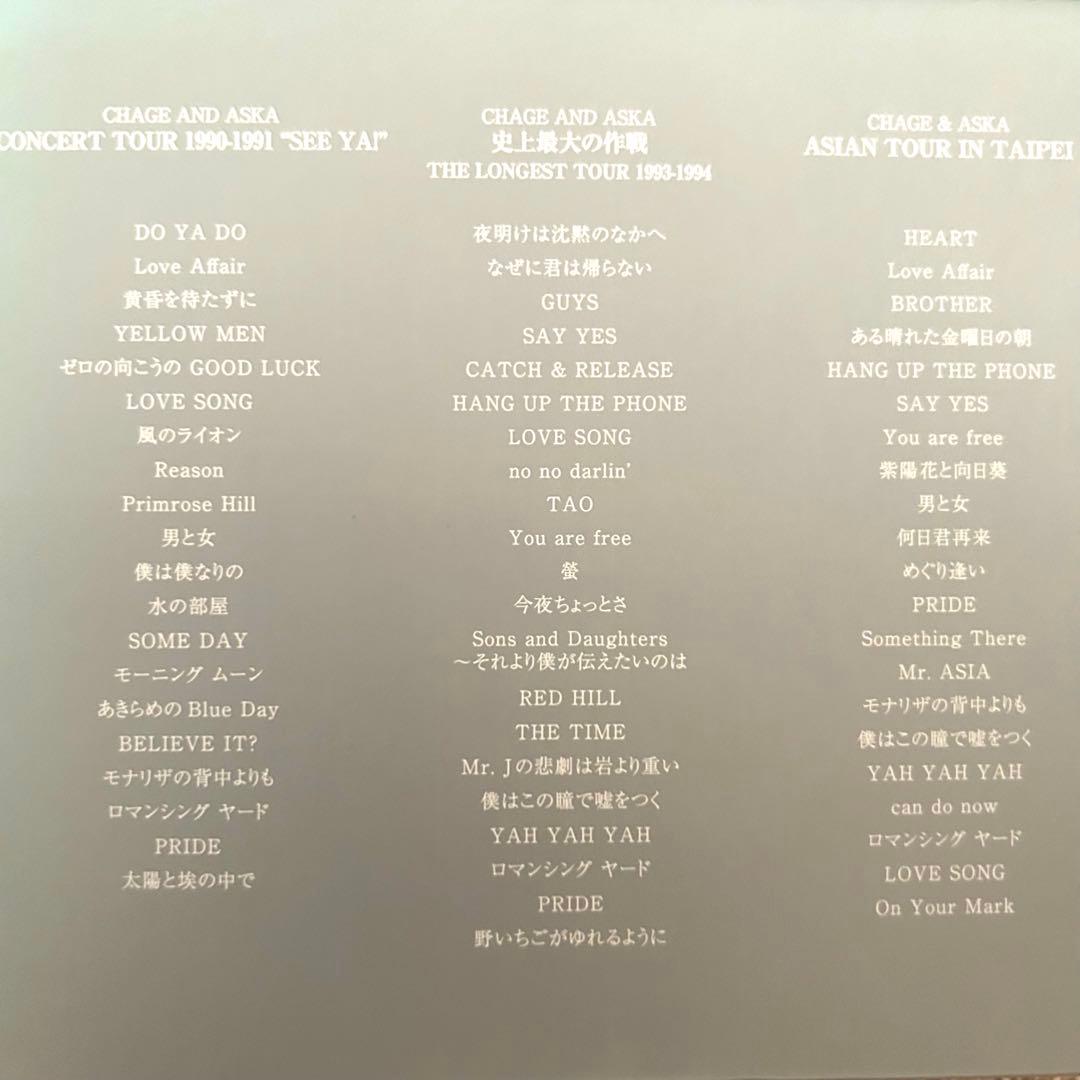 CHAGE AND ASKA
CONCERT TOUR 1990-1991 “SEE YA!”
DO YA DO
Love Affair
黄昏を待たずに
YELLOW MEN
ゼロの向こうの GOOD LUCK
LOVE SONG
風のライオン
Reason
Primrose Hill
男と女
僕は僕なりの
水の部屋
SOME DAY
モーニング ムーン
あきらめの Blue Day
BELIEVE IT?
モナリザの背中よりも
ロマンシング ヤード
PRIDE
太陽と埃の中で
CHAGE AND ASKA
史上最大の作戦
THE LONGEST TOUR 1993-1994
夜明けは沈黙のなかへ
なぜに君は帰らない
GUYS
SAY YES
CATCH & RELEASE
HANG UP THE PHONE
LOVE SONG
no no darlin’
TAO
You are free
螢
今夜ちょっとさ
Sons and Daughters
～それより僕が伝えたいのは
RED HILL
THE TIME
Mr. Jの悲劇は岩より重い
僕はこの瞳で嘘をつく
YAH YAH YAH
ロマンシング ヤード
PRIDE
野いちごがゆれるように
CHAGE & ASKA
ASIAN TOUR IN TAIPEI
HEART
Love Affair
BROTHER
ある晴れた金曜日の朝
HANG UP THE PHONE
SAY YES
You are free
紫陽花と向日葵
男と女
何日君再来
めぐり逢い
PRIDE
Something There
Mr. ASIA
モナリザの背中よりも
僕はこの瞳で嘘をつく
YAH YAH YAH
can do now
ロマンシング ヤード
LOVE SONG
On Your Mark